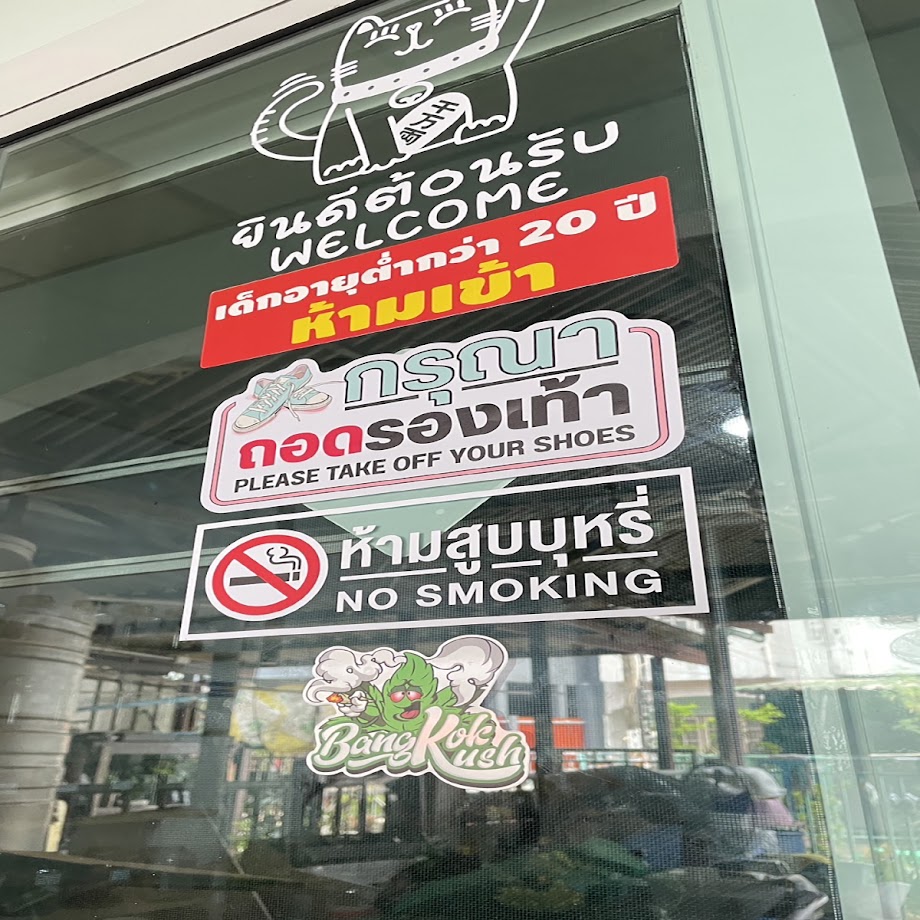 千万両
ยินดีต้อนรับ
WELCOME
เด็กอายุต่ำกว่า 20 ปี
ห้ามเข้า
กรุณา
ถอดรองเท้า
PLEASE TAKE OFF YOUR SHOES
ห้ามสูบบุหรี่
NO SMOKING
BangKok
Kush